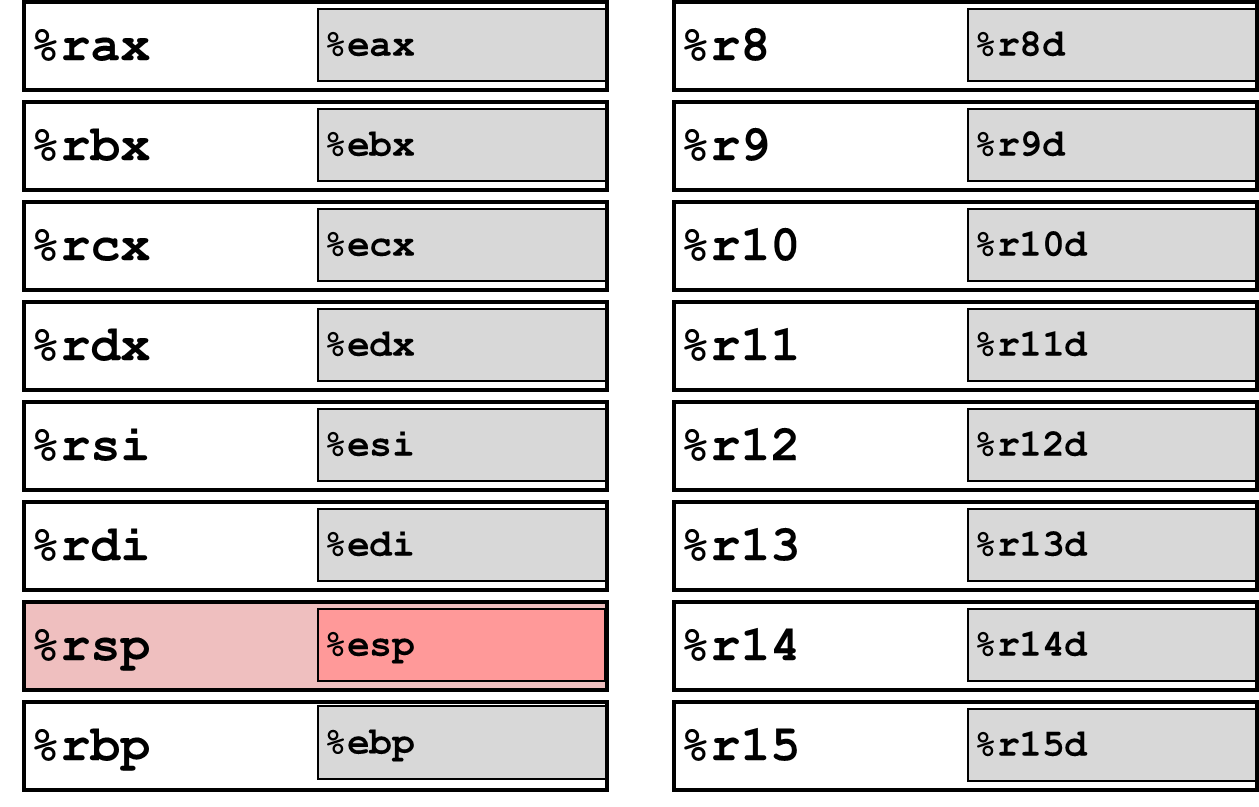 %rax %eax %r8 %r8d
%rbx %ebx %r9 %r9d
%rcx %ecx %r10 %r10d
%rdx %edx %r11 %r11d
%rsi %esi %r12 %r12d
%rdi %edi %r13 %r13d
%rsp %esp %r14 %r14d
%rbp %ebp %r15 %r15d